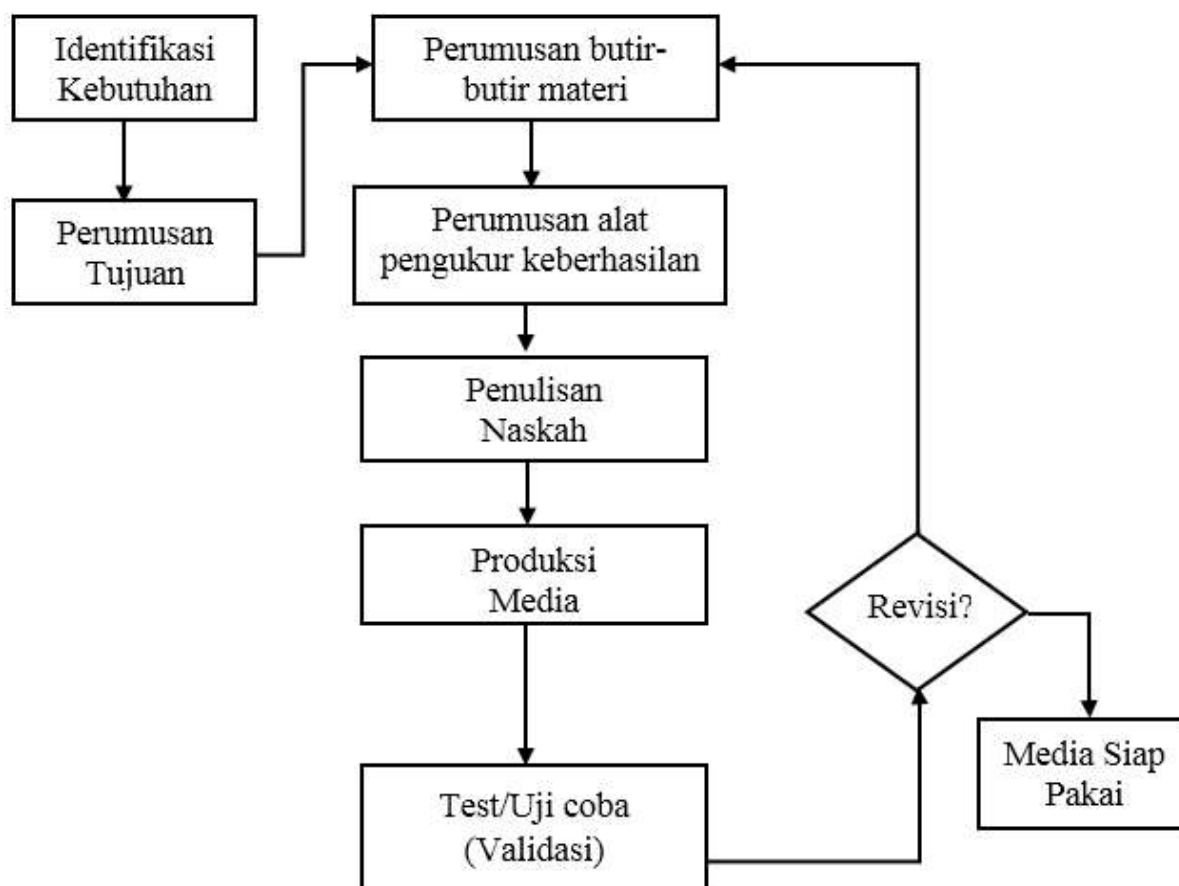 Identifikasi
Kebutuhan
Perumusan
Tujuan
Perumusan butir-
butir materi
Perumusan alat
pengukur keberhasilan
Penulisan
Naskah
Produksi
Media
Test/Uji coba
(Validasi)
Revisi?
Media Siap
Pakai